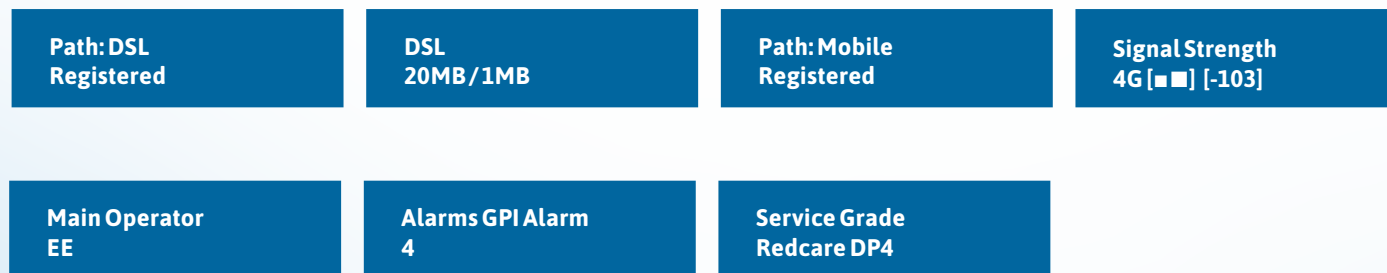 Path: DSL
Registered
DSL
20MB / 1MB
Path: Mobile
Registered
Signal Strength
4G [■ ■] [-103]
Main Operator
EE
Alarms GPI Alarm
4
Service Grade
Redcare DP4